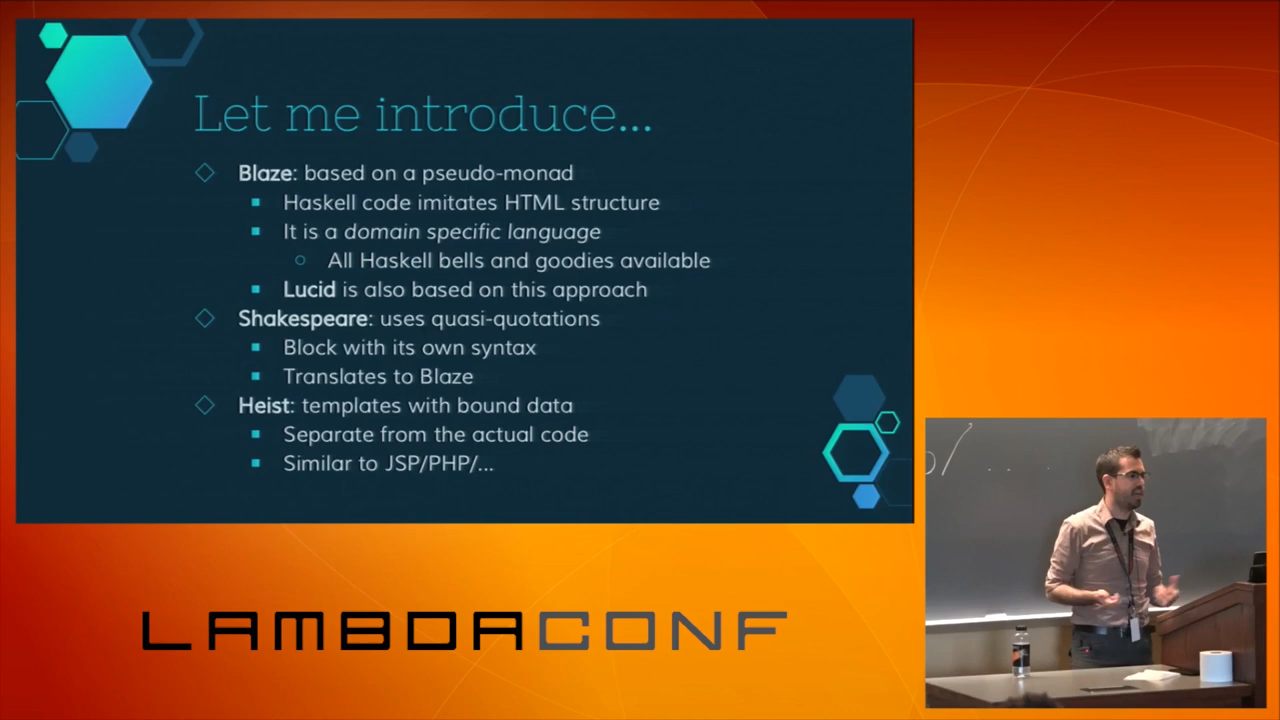 Let me introduce...
Blaze: based on a pseudo-monad
Haskell code imitates HTML structure
It is a domain specific language
All Haskell bells and goodies available
Lucid is also based on this approach
Shakespeare: uses quasi-quotations
Block with its own syntax
Translates to Blaze
Heist: templates with bound data
Separate from the actual code
Similar to JSP/PHP/...
LAMBDACONF